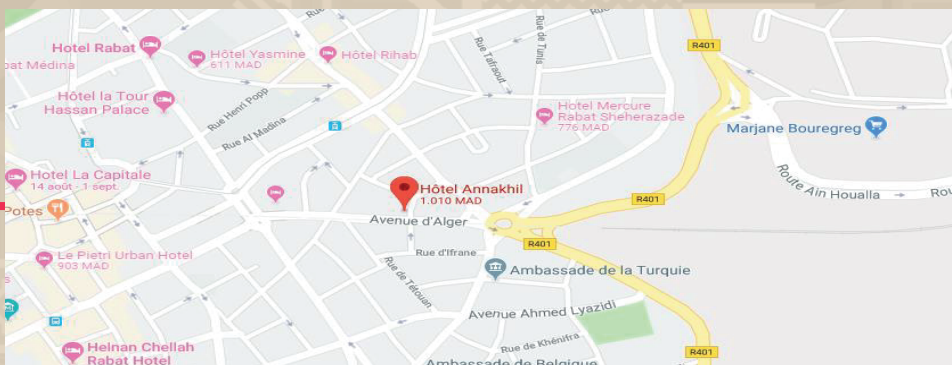 Hotel Rabat
Hôtel Yasmine
611 MAD
Hôtel Rihab
Rue Tafraout
Rue de Tunis
R401
bat Médina
Hôtel la Tour
Hassan Palace
Rue Henri Popp
Rue Al Madina
Hotel Mercure
Rabat Sheherazade
776 MAD
Marjane Bouregreg
Hotel La Capitale
14 août - 1 sept.
Potes
Hôtel Annakhil
1.010 MAD
Avenue d'Alger
R401
Route Ain Houalla
Rou
R401
Rue d'Ifrane
Le Pietri Urban Hotel
903 MAD
Rue de Tétouan
Ambassade de la Turquie
Avenue Ahmed Lyazidi
Rue de Khénifra
R401
Helnan Chellah
Rabat Hotel
Ambassade de Belgique